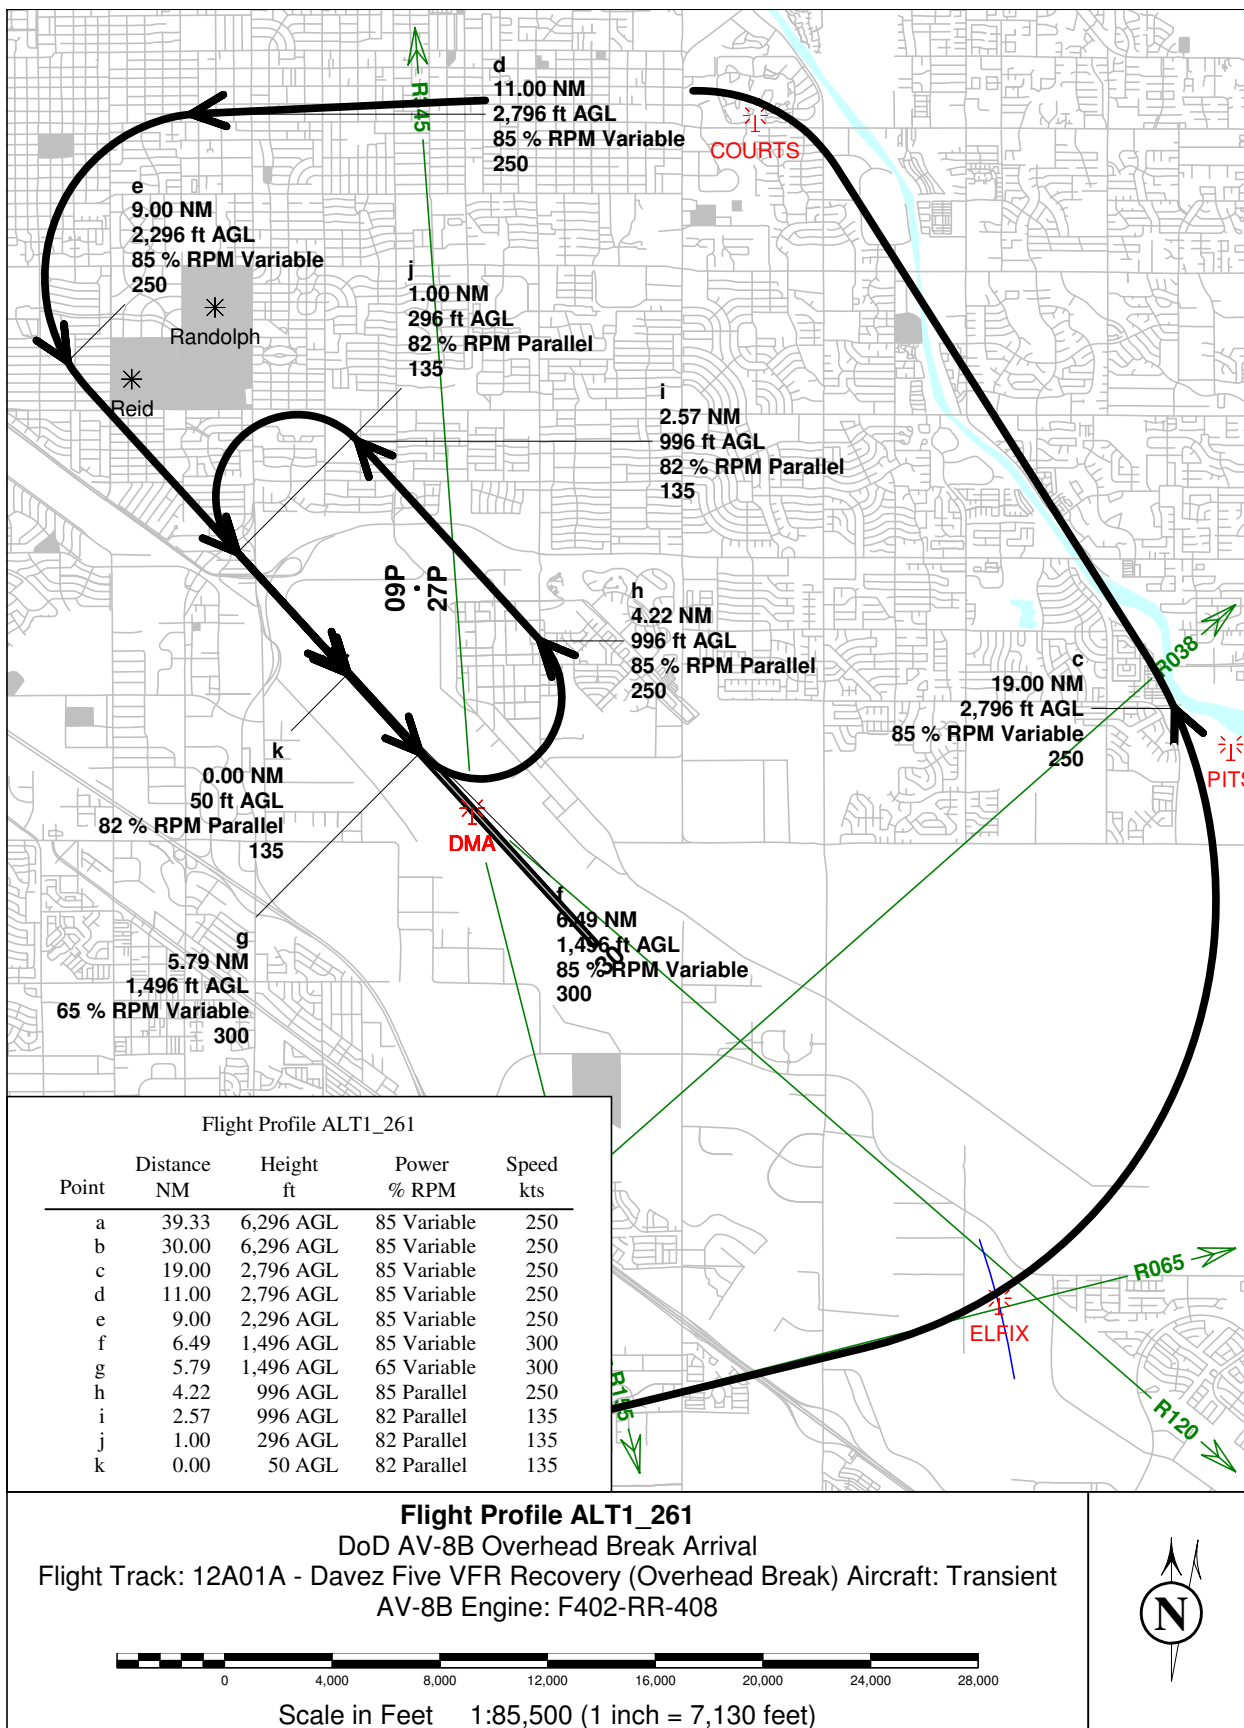 d
11.00 NM
2,796 ft AGL
85 % RPM Variable
250
R345
COURTS
e
9.00 NM
2,296 ft AGL
85 % RPM Variable
250
Randolph
Reid
j
1.00 NM
296 ft AGL
82 % RPM Parallel
135
i
2.57 NM
996 ft AGL
82 % RPM Parallel
135
09P
27P
h
4.22 NM
996 ft AGL
85 % RPM Parallel
250
R038
c
19.00 NM
2,796 ft AGL
85 % RPM Variable
250
PITS
k
0.00 NM
50 ft AGL
82 % RPM Parallel
135
DMA
f
6.49 NM
1,496 ft AGL
85 % RPM Variable
300
30
g
5.79 NM
1,496 ft AGL
65 % RPM Variable
300
R065
ELFIX
R155
R120
Flight Profile ALT1_261
Distance Height Power Speed
Point NM ft % RPM kts
a 39.33 6,296 AGL 85 Variable 250
b 30.00 6,296 AGL 85 Variable 250
c 19.00 2,796 AGL 85 Variable 250
d 11.00 2,796 AGL 85 Variable 250
e 9.00 2,296 AGL 85 Variable 250
f 6.49 1,496 AGL 85 Variable 300
g 5.79 1,496 AGL 65 Variable 300
h 4.22 996 AGL 85 Parallel 250
i 2.57 996 AGL 82 Parallel 135
j 1.00 296 AGL 82 Parallel 135
k 0.00 50 AGL 82 Parallel 135
Flight Profile ALT1_261
DoD AV-8B Overhead Break Arrival
Flight Track: 12A01A - Davez Five VFR Recovery (Overhead Break) Aircraft: Transient
AV-8B Engine: F402-RR-408
N
0 4,000 8,000 12,000 16,000 20,000 24,000 28,000
Scale in Feet 1:85,500 (1 inch = 7,130 feet)